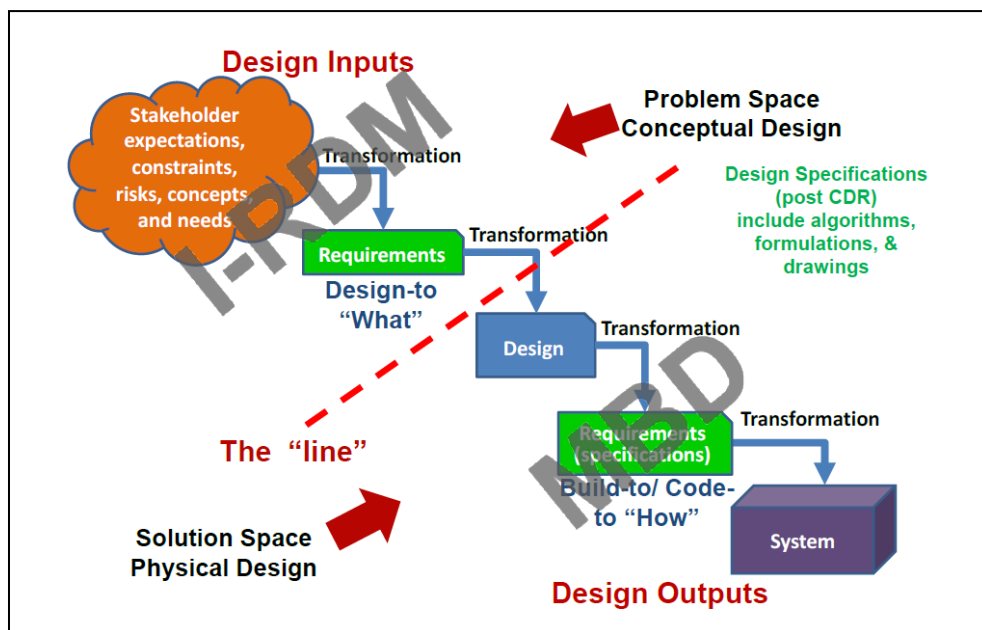 Design Inputs
Stakeholder
expectations,
constraints,
risks, concepts,
and needs
Transformation
Problem Space
Conceptual Design
Design Specifications
(post CDR)
include algorithms,
formulations, &
drawings
I-RDM
Requirements
Transformation
Design-to
“What”
Design
Transformation
The “line”
MBD
Requirements
(specifications)
Transformation
Build-to/ Code-
to “How”
Solution Space
Physical Design
System
Design Outputs